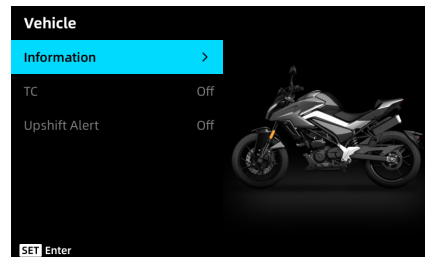 Vehicle
Information >
TC Off
Upshift Alert Off
SET Enter